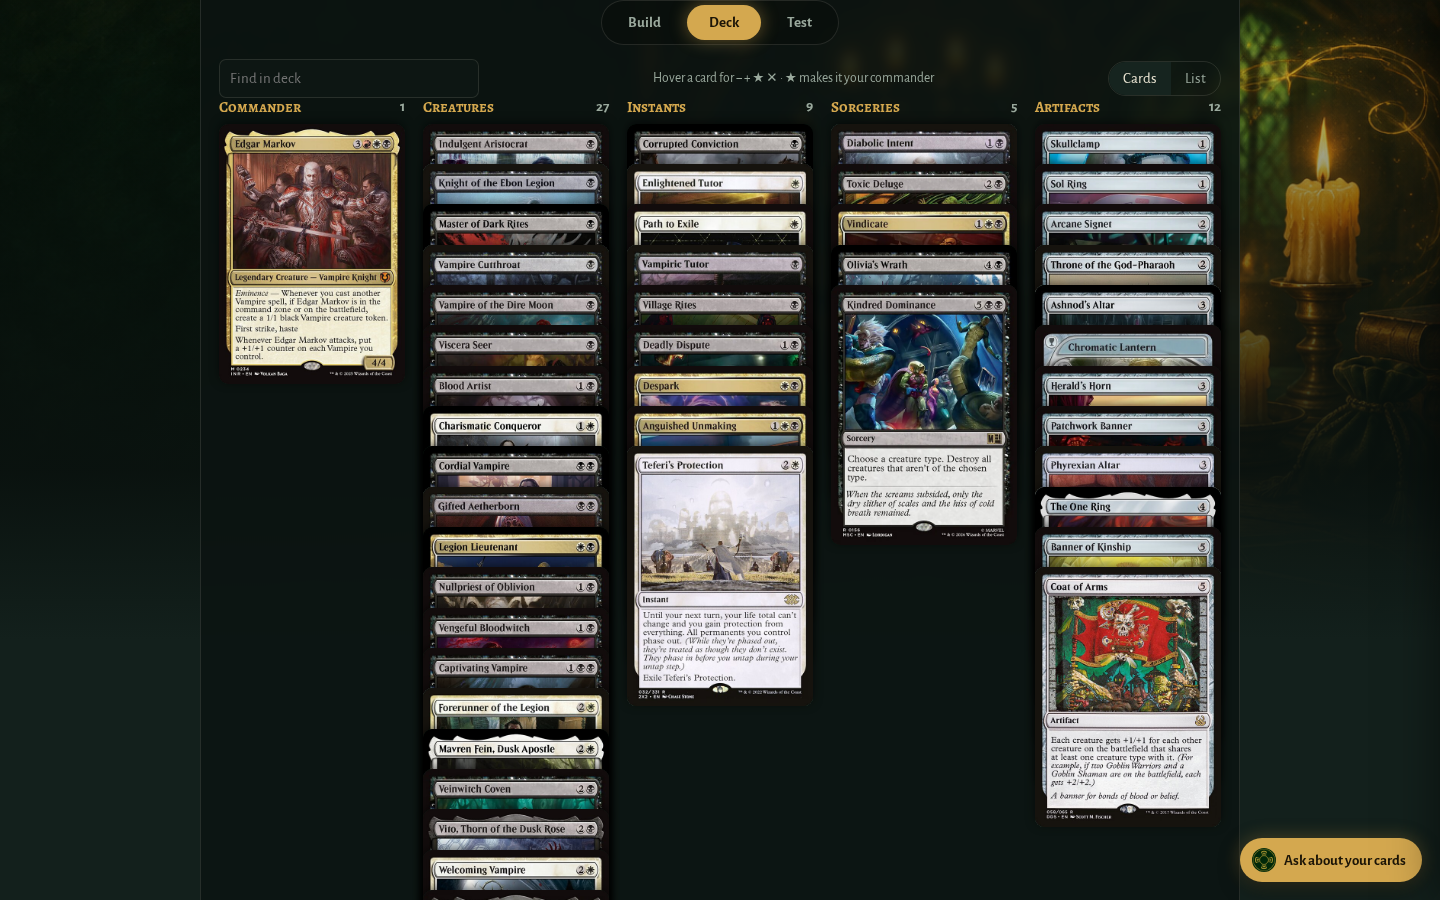 Build
Deck
Test
Find in deck
Hover a card for − + ★ ✕ · ★ makes it your commander
Cards
List
Commander 1
Edgar Markov
Legendary Creature — Vampire Knight
Eminence — Whenever you cast another
Vampire spell, if Edgar Markov is in the
command zone or on the battlefield,
create a 1/1 black Vampire creature token.
First strike, haste
Whenever Edgar Markov attacks, put
a +1/+1 counter on each Vampire you
control.
4/4
Creatures 27
Indulgent Aristocrat
Knight of the Ebon Legion
Master of Dark Rites
Vampire Cutthroat
Vampire of the Dire Moon
Viscera Seer
Blood Artist
Charismatic Conqueror
Cordial Vampire
Gifted Aetherborn
Legion Lieutenant
Nullpriest of Oblivion
Vengeful Bloodwitch
Captivating Vampire
Forerunner of the Legion
Mavren Fein, Dusk Apostle
Veinwitch Coven
Vito, Thorn of the Dusk Rose
Welcoming Vampire
Instants 9
Corrupted Conviction
Enlightened Tutor
Path to Exile
Vampiric Tutor
Village Rites
Deadly Dispute
Despark
Anguished Unmaking
Teferi's Protection
Instant
Until your next turn, your life total can't
change and you gain protection from
everything. All permanents you control
phase out. (While they're phased out,
they're treated as though they don't exist.
They phase in before you untap during your
untap step.)
Exile Teferi's Protection.
Sorceries 5
Diabolic Intent
Toxic Deluge
Vindicate
Olivia's Wrath
Kindred Dominance
Sorcery
Choose a creature type. Destroy all
creatures that aren't of the chosen
type.
When the screams subsided, only the
dry slither of scales and the hiss of cold
breath remained.
Artifacts 12
Skullclamp
Sol Ring
Arcane Signet
Throne of the God-Pharaoh
Ashnod's Altar
Chromatic Lantern
Herald's Horn
Patchwork Banner
Phyrexian Altar
The One Ring
Banner of Kinship
Coat of Arms
Artifact
Each creature gets +1/+1 for each other
creature on the battlefield that shares
at least one creature type with it. (For
example, if two Goblin Warriors and a
Goblin Shaman are on the battlefield, each
gets +2/+2.)
A banner for bonds of blood or belief.
Ask about your cards